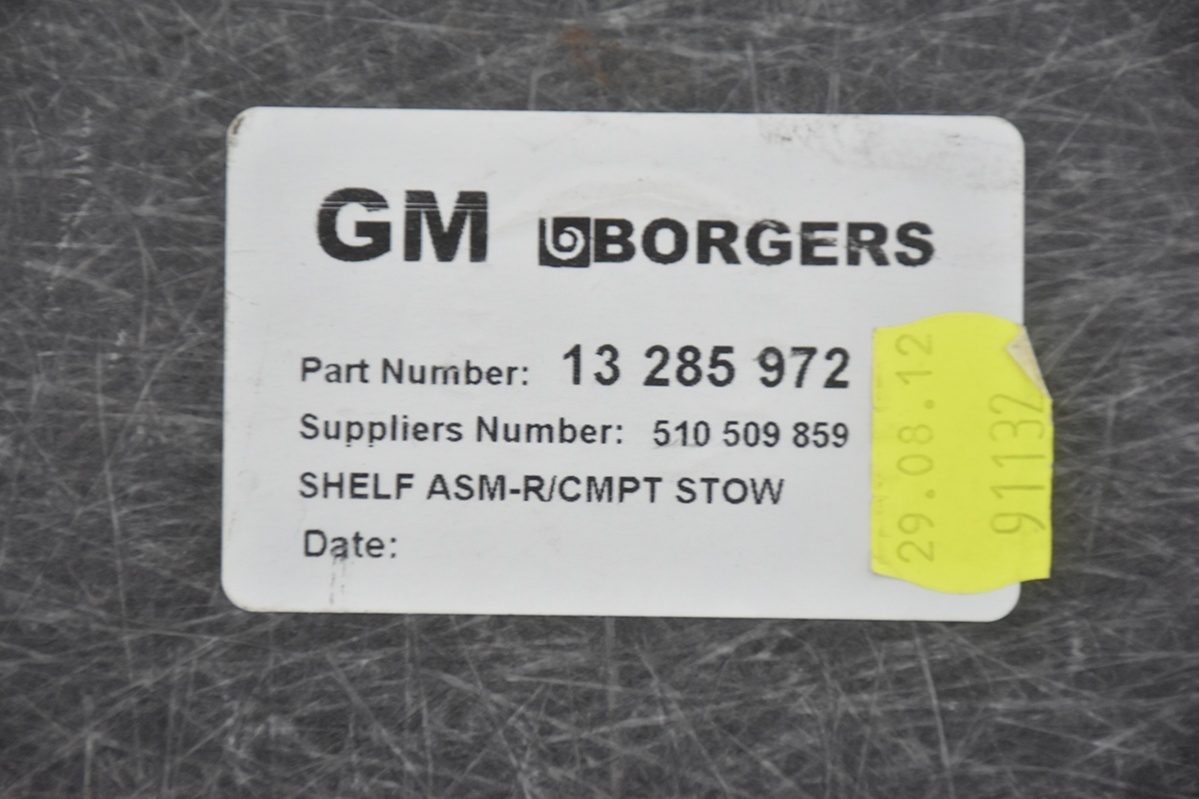 GM BORGERS
Part Number: 13 285 972
Suppliers Number: 510 509 859
SHELF ASM-R/CMPT STOW
Date:
29.08.12
91132